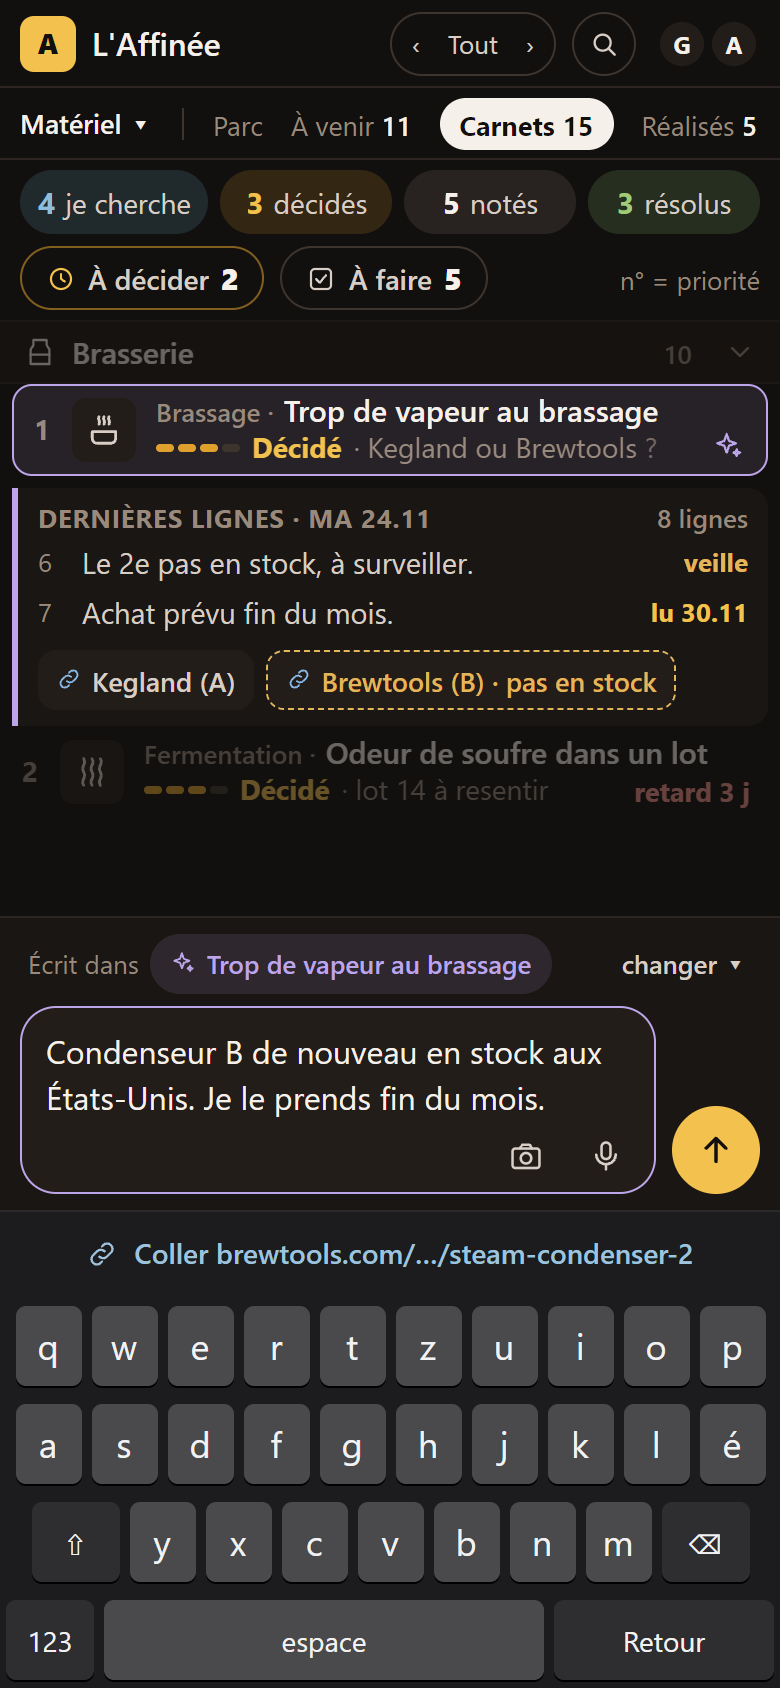 A L'Affinée ‹ Tout › G A
Matériel ▼ Parc À venir 11 Carnets 15 Réalisés 5
4 je cherche 3 décidés 5 notés 3 résolus
À décider 2 À faire 5 n° = priorité
Brasserie 10
1 Brassage · Trop de vapeur au brassage
Décidé · Kegland ou Brewtools ?
DERNIÈRES LIGNES · MA 24.11 8 lignes
6 Le 2e pas en stock, à surveiller. veille
7 Achat prévu fin du mois. lu 30.11
Kegland (A) Brewtools (B) · pas en stock
2 Fermentation · Odeur de soufre dans un lot
Décidé · lot 14 à resentir retard 3 j
Écrit dans Trop de vapeur au brassage changer ▼
Condenseur B de nouveau en stock aux
États-Unis. Je le prends fin du mois.
Coller brewtools.com/…/steam-condenser-2
q w e r t z u i o p
a s d f g h j k l é
⇧ y x c v b n m ⌫
123 espace Retour